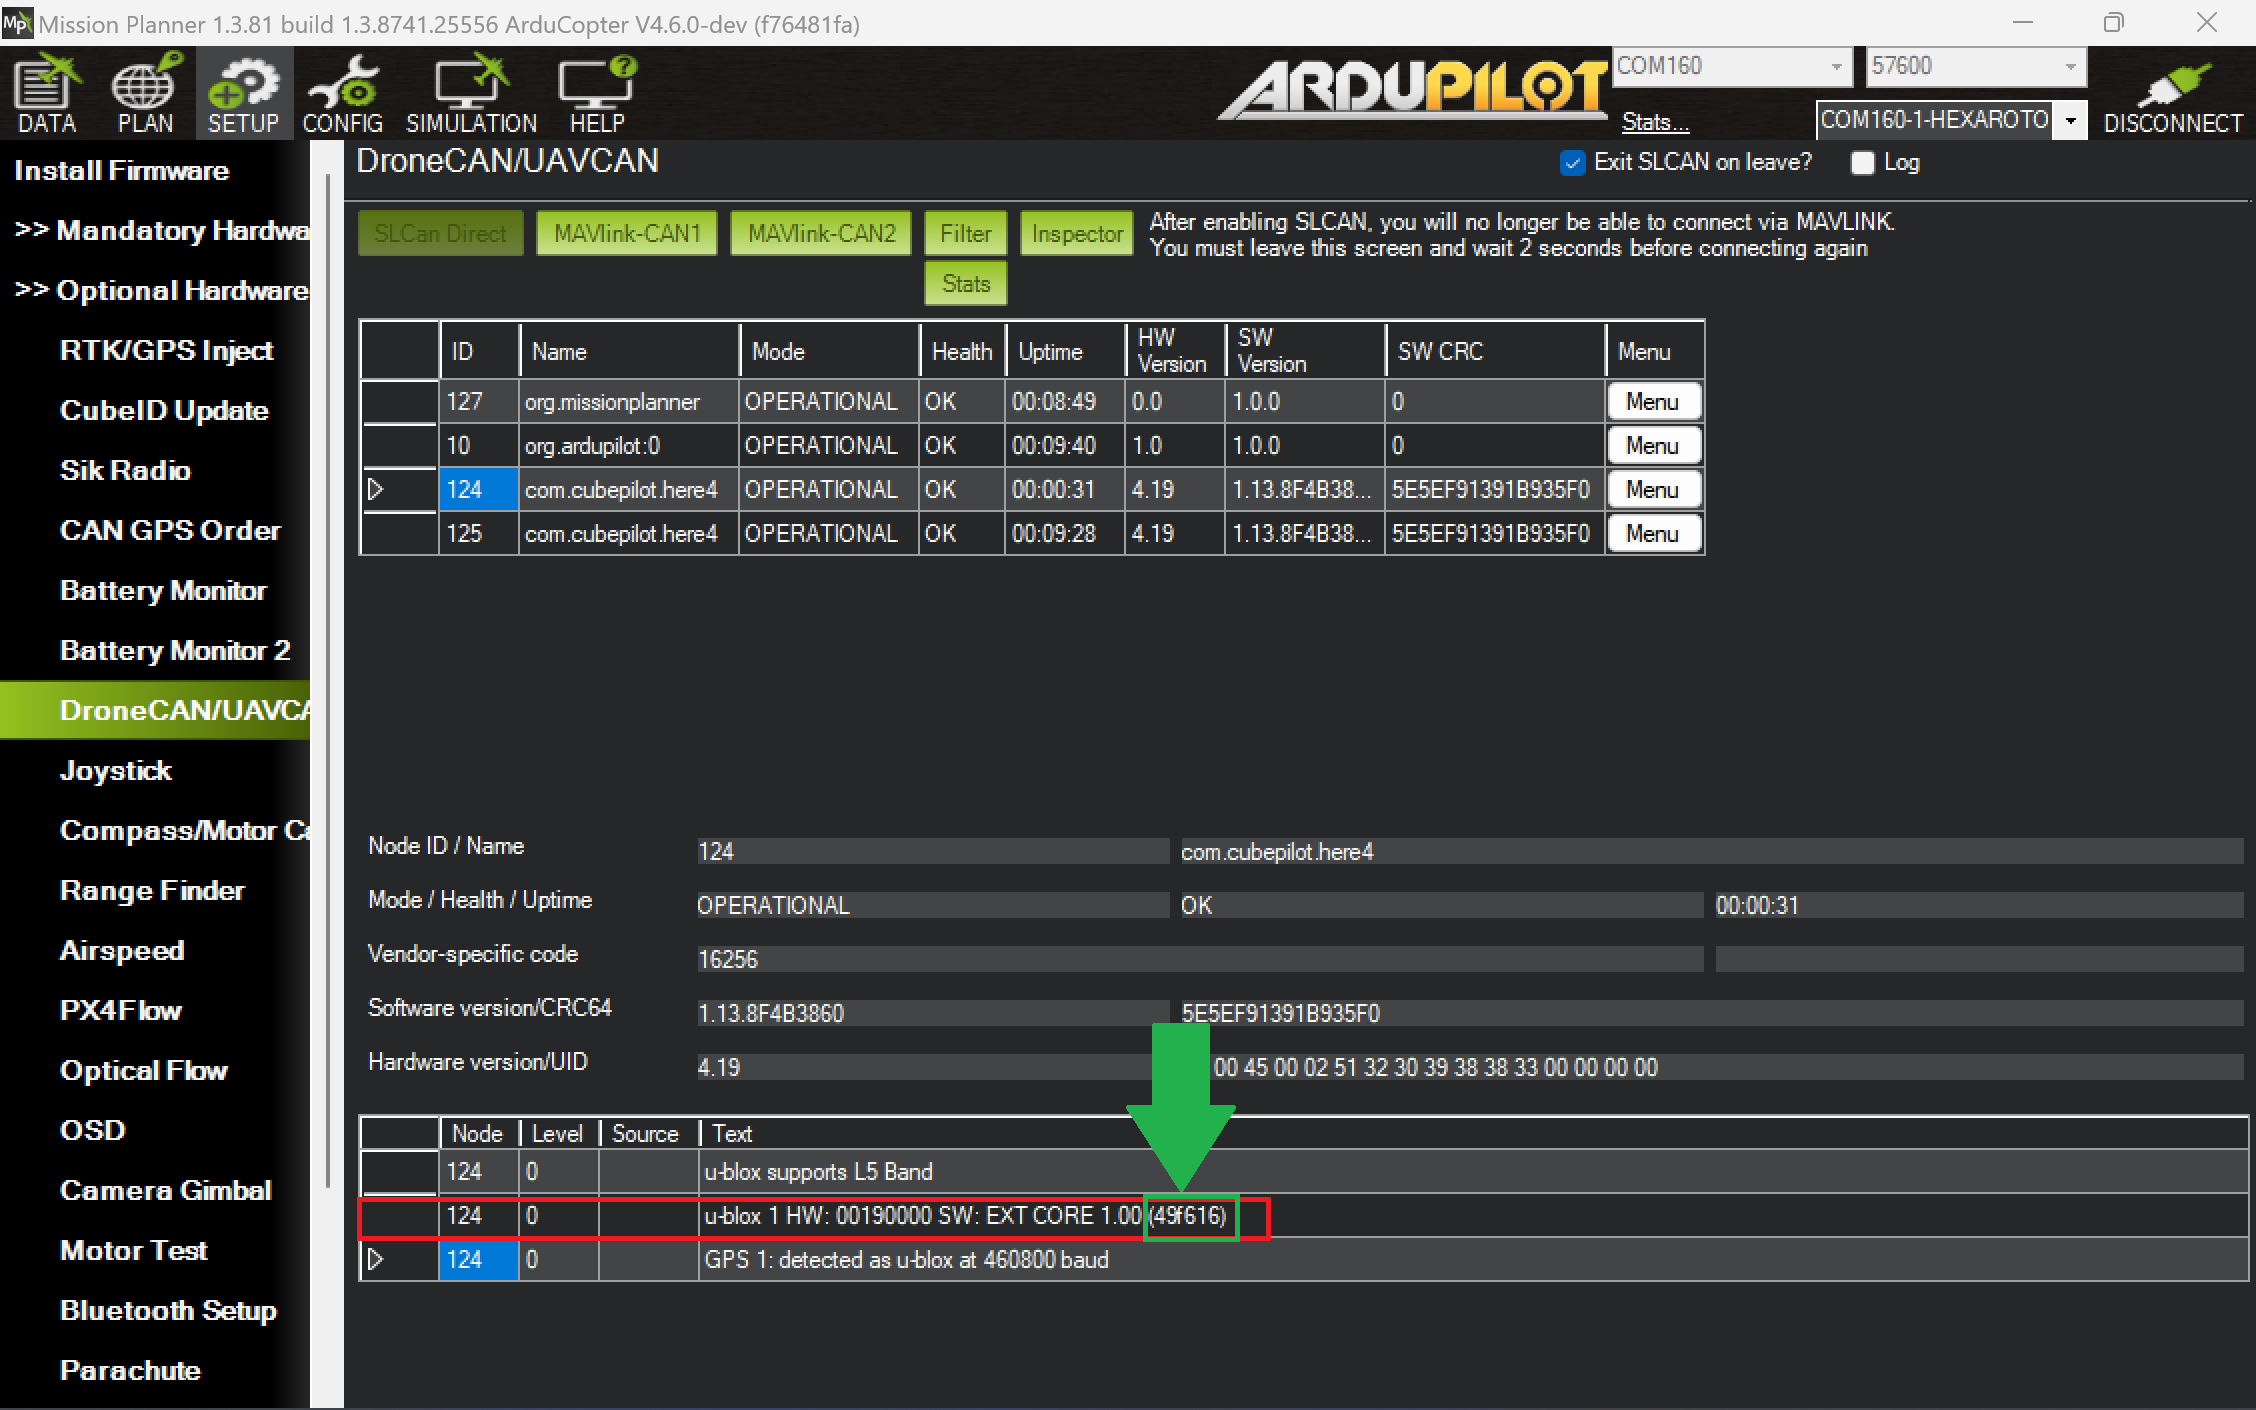 Mission Planner 1.3.81 build 1.3.8741.25556 ArduCopter V4.6.0-dev (f76481fa)
DATA PLAN SETUP CONFIG SIMULATION HELP
ARDUPILOT
COM160 57600
Stats...
COM160-1-HEXAROTO
DISCONNECT
Install Firmware
>> Mandatory Hardwa
>> Optional Hardware
RTK/GPS Inject
CubeID Update
Sik Radio
CAN GPS Order
Battery Monitor
Battery Monitor 2
DroneCAN/UAVCA
Joystick
Compass/Motor Ca
Range Finder
Airspeed
PX4Flow
Optical Flow
OSD
Camera Gimbal
Motor Test
Bluetooth Setup
Parachute
DroneCAN/UAVCAN
Exit SLCAN on leave? Log
SLCan Direct MAVlink-CAN1 MAVlink-CAN2 Filter Inspector
Stats
After enabling SLCAN, you will no longer be able to connect via MAVLINK.
You must leave this screen and wait 2 seconds before connecting again
ID Name Mode Health Uptime HW Version SW Version SW CRC Menu
127 org.missionplanner OPERATIONAL OK 00:08:49 0.0 1.0.0 0 Menu
10 org.ardupilot:0 OPERATIONAL OK 00:09:40 1.0 1.0.0 0 Menu
124 com.cubepilot.here4 OPERATIONAL OK 00:00:31 4.19 1.13.8F4B38... 5E5EF91391B935F0 Menu
125 com.cubepilot.here4 OPERATIONAL OK 00:09:28 4.19 1.13.8F4B38... 5E5EF91391B935F0 Menu
Node ID / Name 124 com.cubepilot.here4
Mode / Health / Uptime OPERATIONAL OK 00:00:31
Vendor-specific code 16256
Software version/CRC64 1.13.8F4B3860 5E5EF91391B935F0
Hardware version/UID 4.19 00 45 00 02 51 32 30 39 38 38 33 00 00 00 00
Node Level Source Text
124 0 u-blox supports L5 Band
124 0 u-blox 1 HW: 00190000 SW: EXT CORE 1.00 (49f616)
124 0 GPS 1: detected as u-blox at 460800 baud